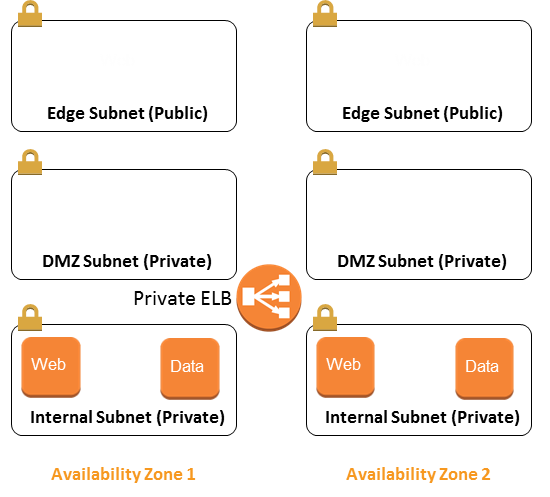 Edge Subnet (Public)
Edge Subnet (Public)
DMZ Subnet (Private)
DMZ Subnet (Private)
Private ELB
Web
Data
Web
Data
Internal Subnet (Private)
Internal Subnet (Private)
Availability Zone 1
Availability Zone 2